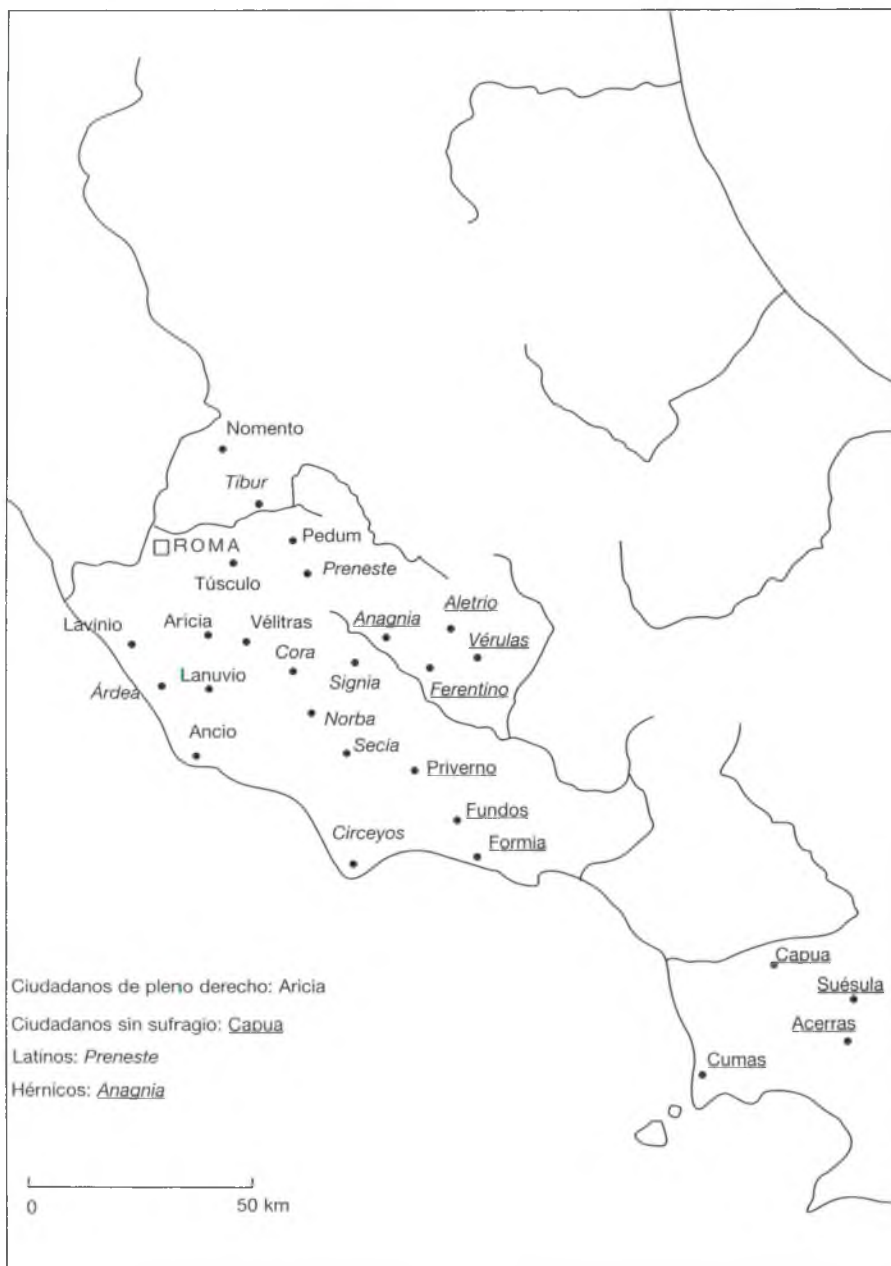 Nomento
Tibur
Pedum
ROMA
Preneste
Túsculo
Aletrio
Anagnia
Lavinio
Aricia
Vélitras
Vérulas
Cora
Signia
Lanuvio
Ferentino
Árdea
Norba
Ancio
Secia
Priverno
Fundos
Circeyos
Formia
Capua
Ciudadanos de pleno derecho: Aricia
Suésula
Ciudadanos sin sufragio: Capua
Acerras
Latinos: Preneste
Cumas
Hérnicos: Anagnia
0 50 km